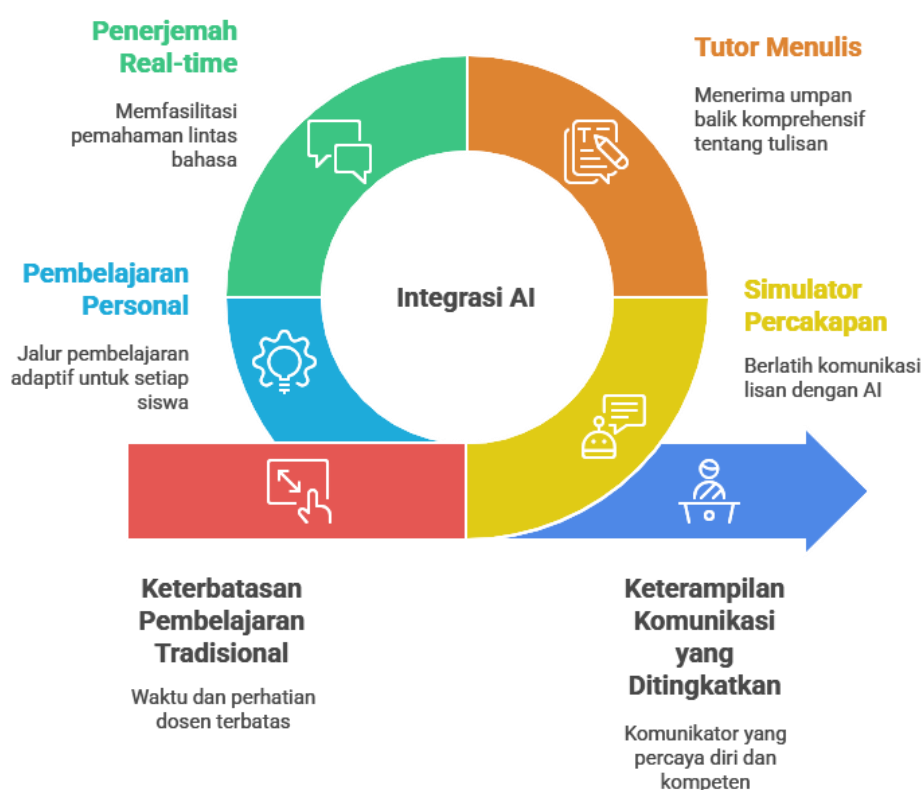 Penerjemah
Real-time
Memfasilitasi
pemahaman lintas
bahasa
Tutor Menulis
Menerima umpan
balik komprehensif
tentang tulisan
Pembelajaran
Personal
Jalur pembelajaran
adaptif untuk setiap
siswa
Integrasi AI
Simulator
Percakapan
Berlatih komunikasi
lisan dengan AI
Keterbatasan
Pembelajaran
Tradisional
Waktu dan perhatian
dosen terbatas
Keterampilan
Komunikasi
yang
Ditingkatkan
Komunikator yang
percaya diri dan
kompeten